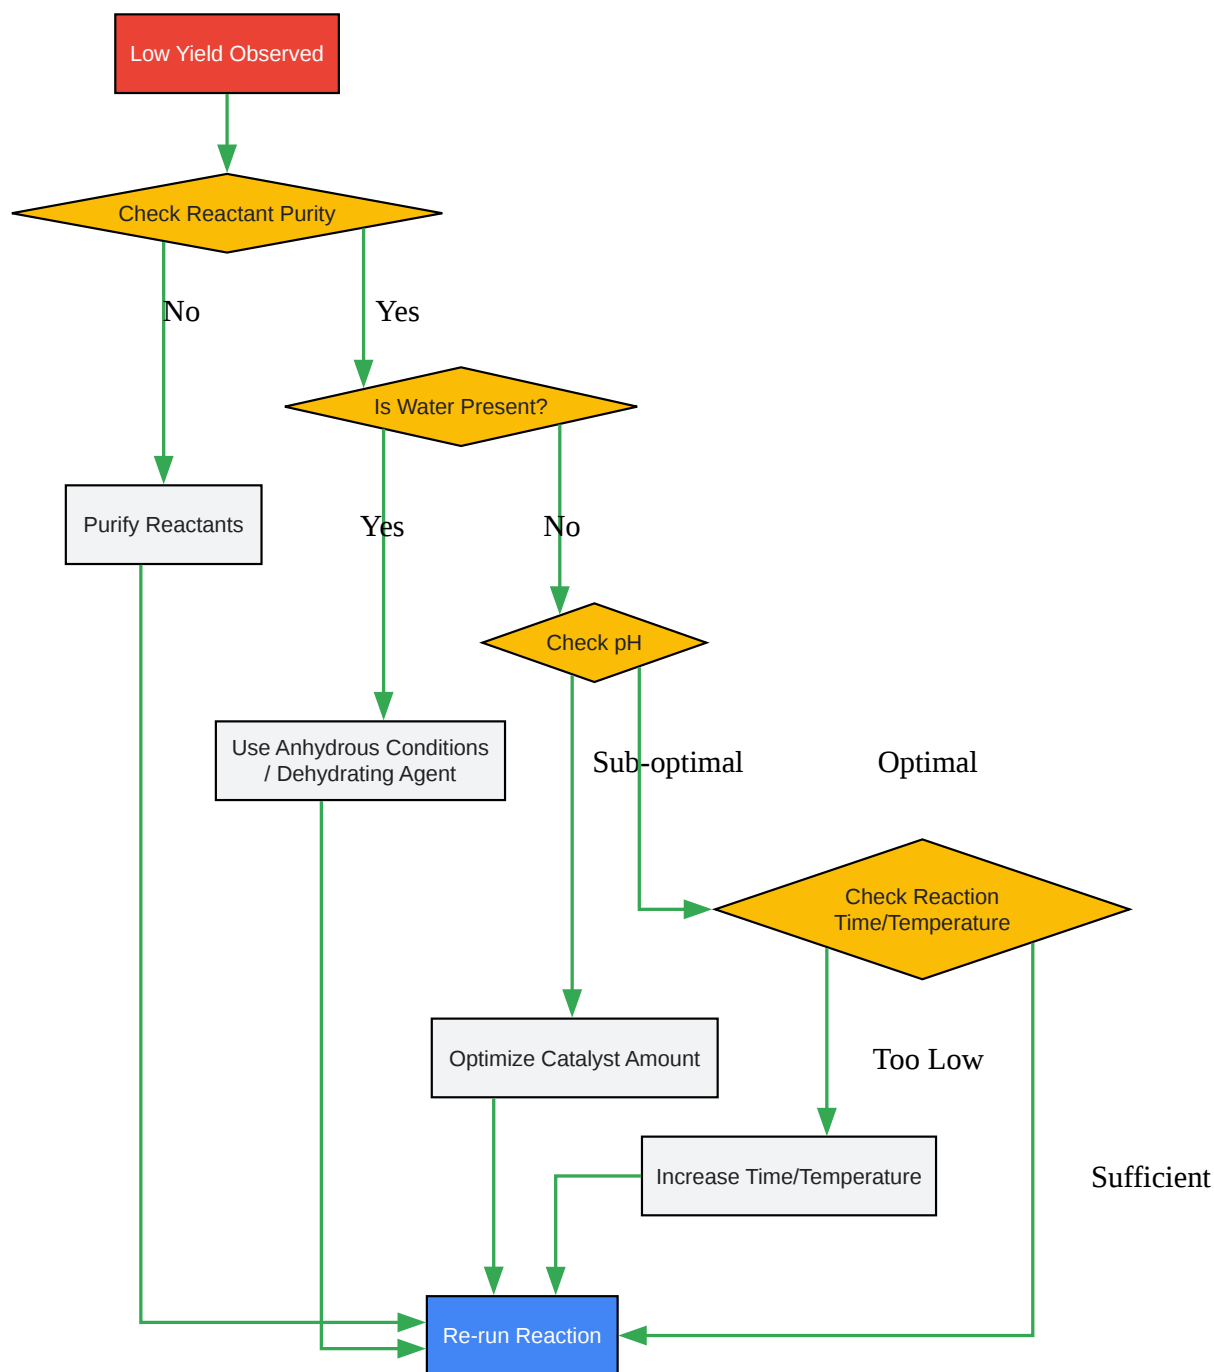 Low Yield Observed
Check Reactant Purity
No
Yes
Is Water Present?
Purify Reactants
Yes
No
Check pH
Use Anhydrous Conditions
/ Dehydrating Agent
Sub-optimal
Optimal
Check Reaction
Time/Temperature
Optimize Catalyst Amount
Too Low
Increase Time/Temperature
Sufficient
Re-run Reaction